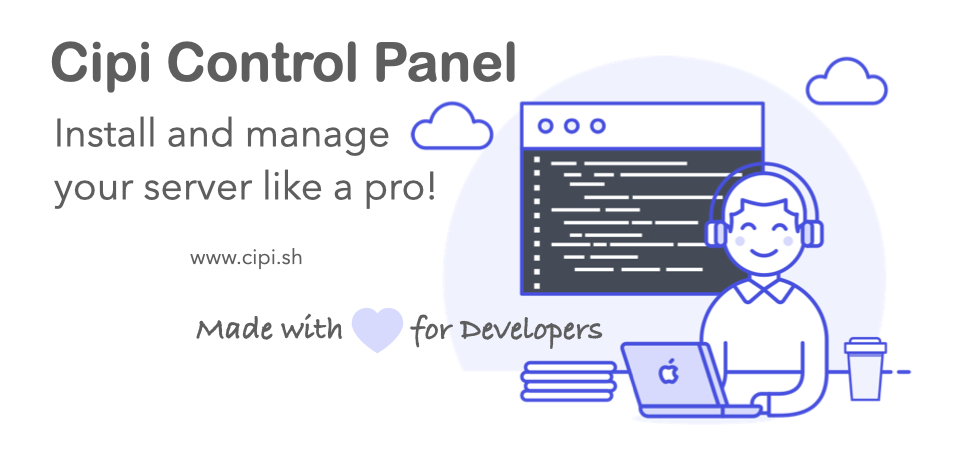 Cipi Control Panel
Install and manage
your server like a pro!
www.cipi.sh
Made with for Developers